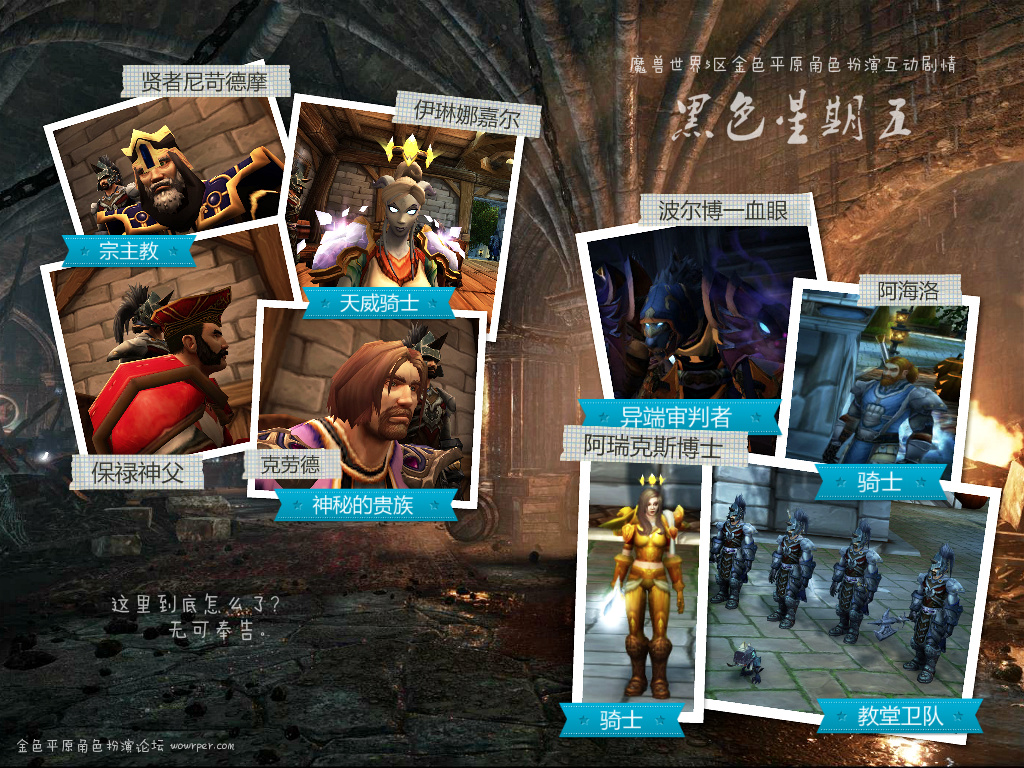 魔兽世界3区金色平原角色扮演互动剧情
黑色星期五
贤者尼苛德摩
宗主教
伊琳娜嘉尔
天威骑士
保禄神父
克劳德
神秘的贵族
波尔博—血眼
异端审判者
阿海洛
骑士
阿瑞克斯博士
骑士
教堂卫队
这里到底怎么了?
无可奉告。
金色平原角色扮演论坛 wowrper.com